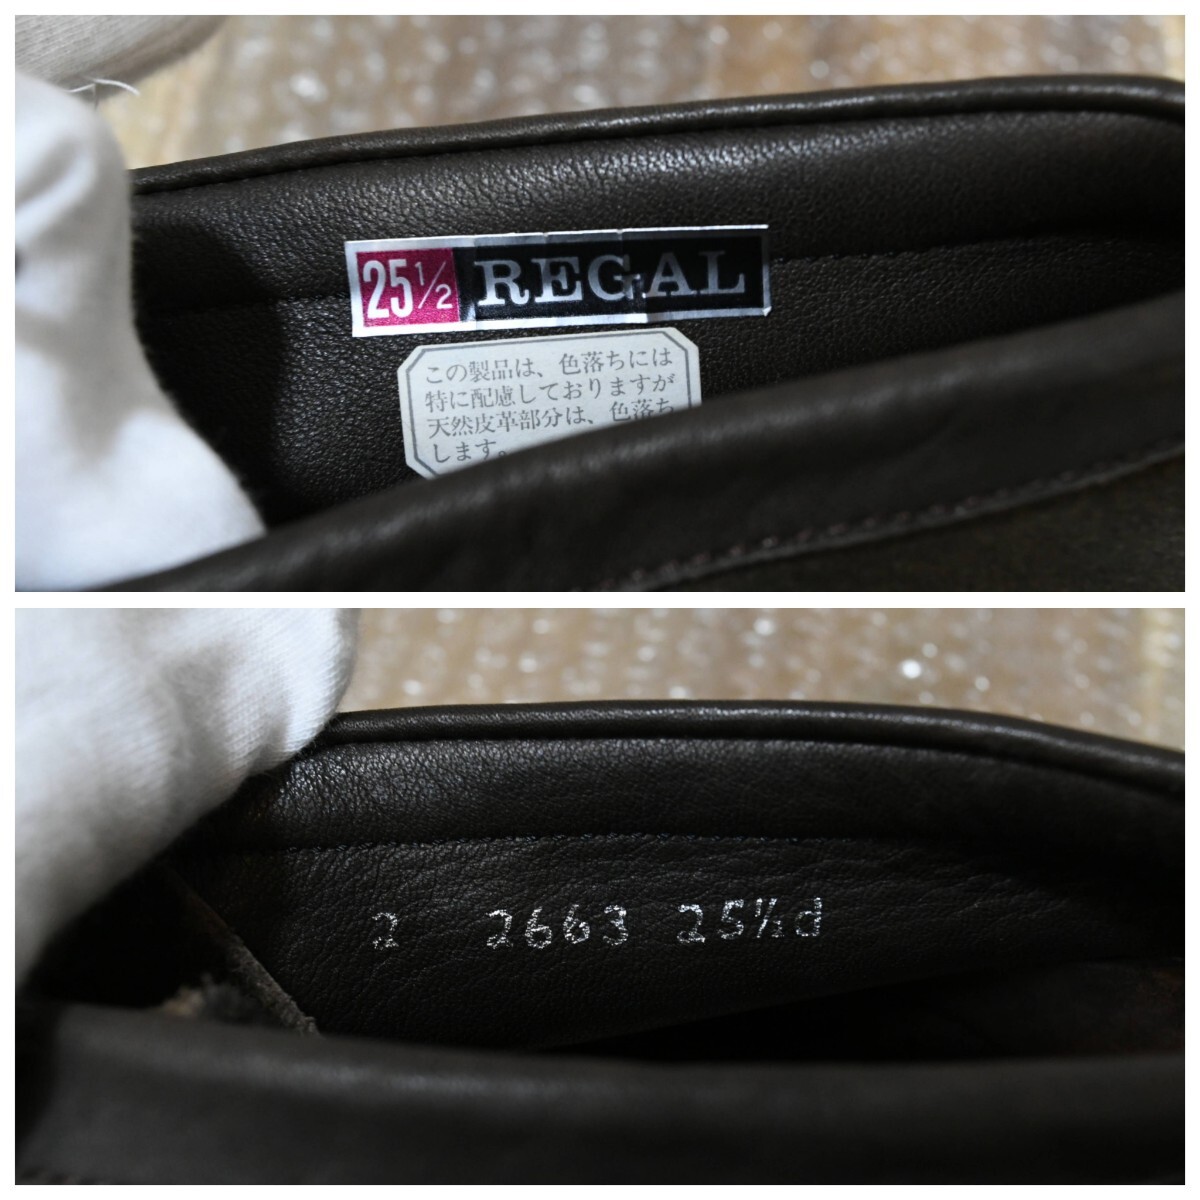 25½ REGAL
この製品は、色落ちには
特に配慮しておりますが
天然皮革部分は、色落ち
します。
2 2663 25½d